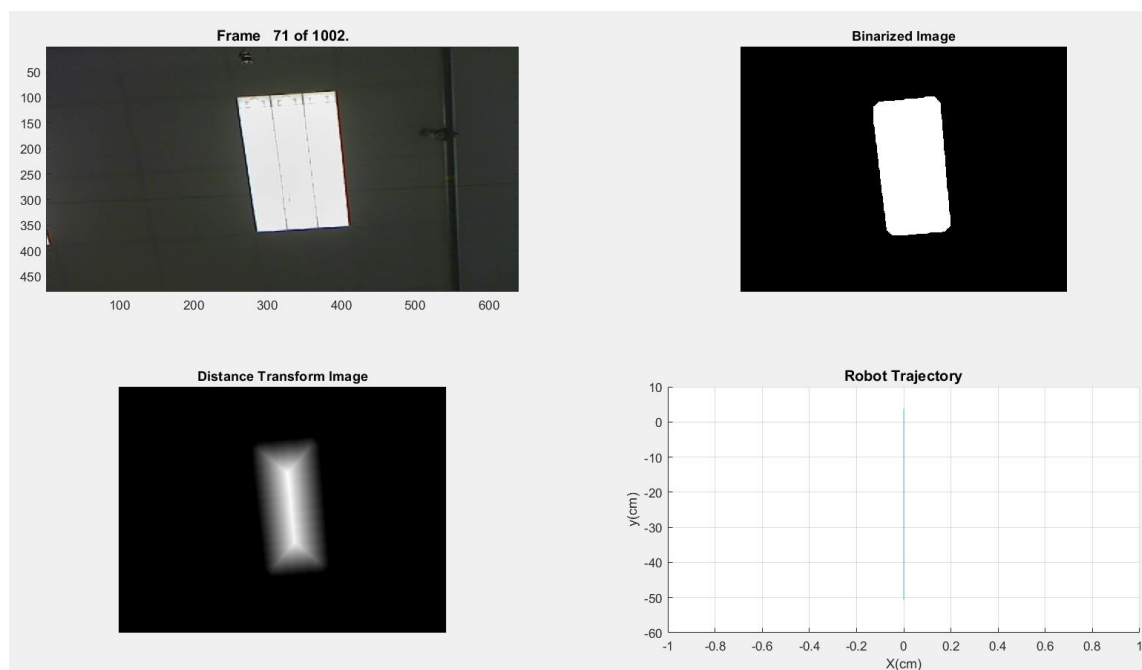 Frame   71 of 1002.
50
100
150
200
250
300
350
400
450
100 200 300 400 500 600
Binarized Image
Distance Transform Image
Robot Trajectory
10
0
-10
-20
-30
-40
-50
-60
y(cm)
-1 -0.8 -0.6 -0.4 -0.2 0 0.2 0.4 0.6 0.8 1
X(cm)